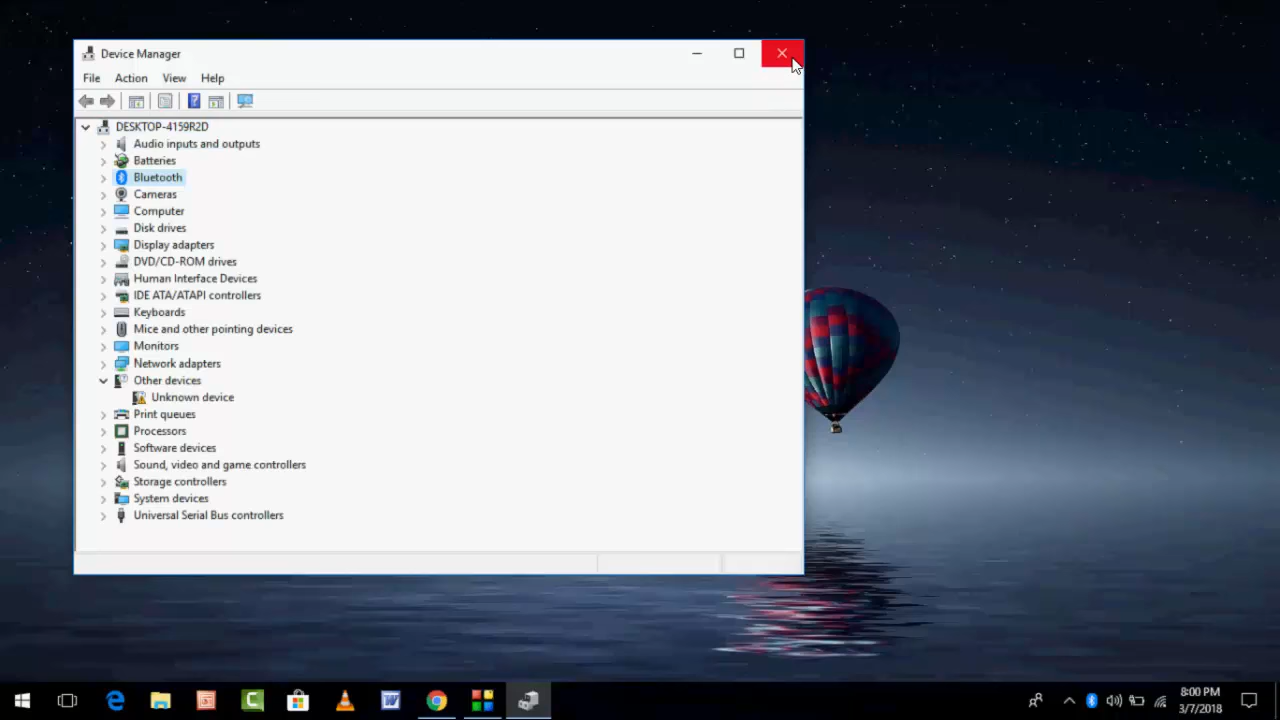 Device Manager
File Action View Help
DESKTOP-4159R2D
Audio inputs and outputs
Batteries
Bluetooth
Cameras
Computer
Disk drives
Display adapters
DVD/CD-ROM drives
Human Interface Devices
IDE ATA/ATAPI controllers
Keyboards
Mice and other pointing devices
Monitors
Network adapters
Other devices
Unknown device
Print queues
Processors
Software devices
Sound, video and game controllers
Storage controllers
System devices
Universal Serial Bus controllers
8:00 PM
3/7/2018